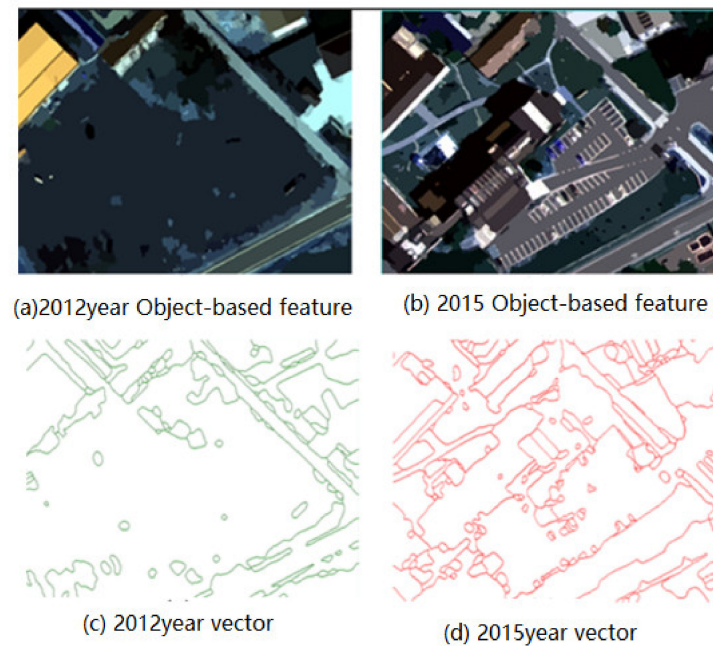 (a)2012year Object-based feature
(b) 2015 Object-based feature
(c) 2012year vector
(d) 2015year vector